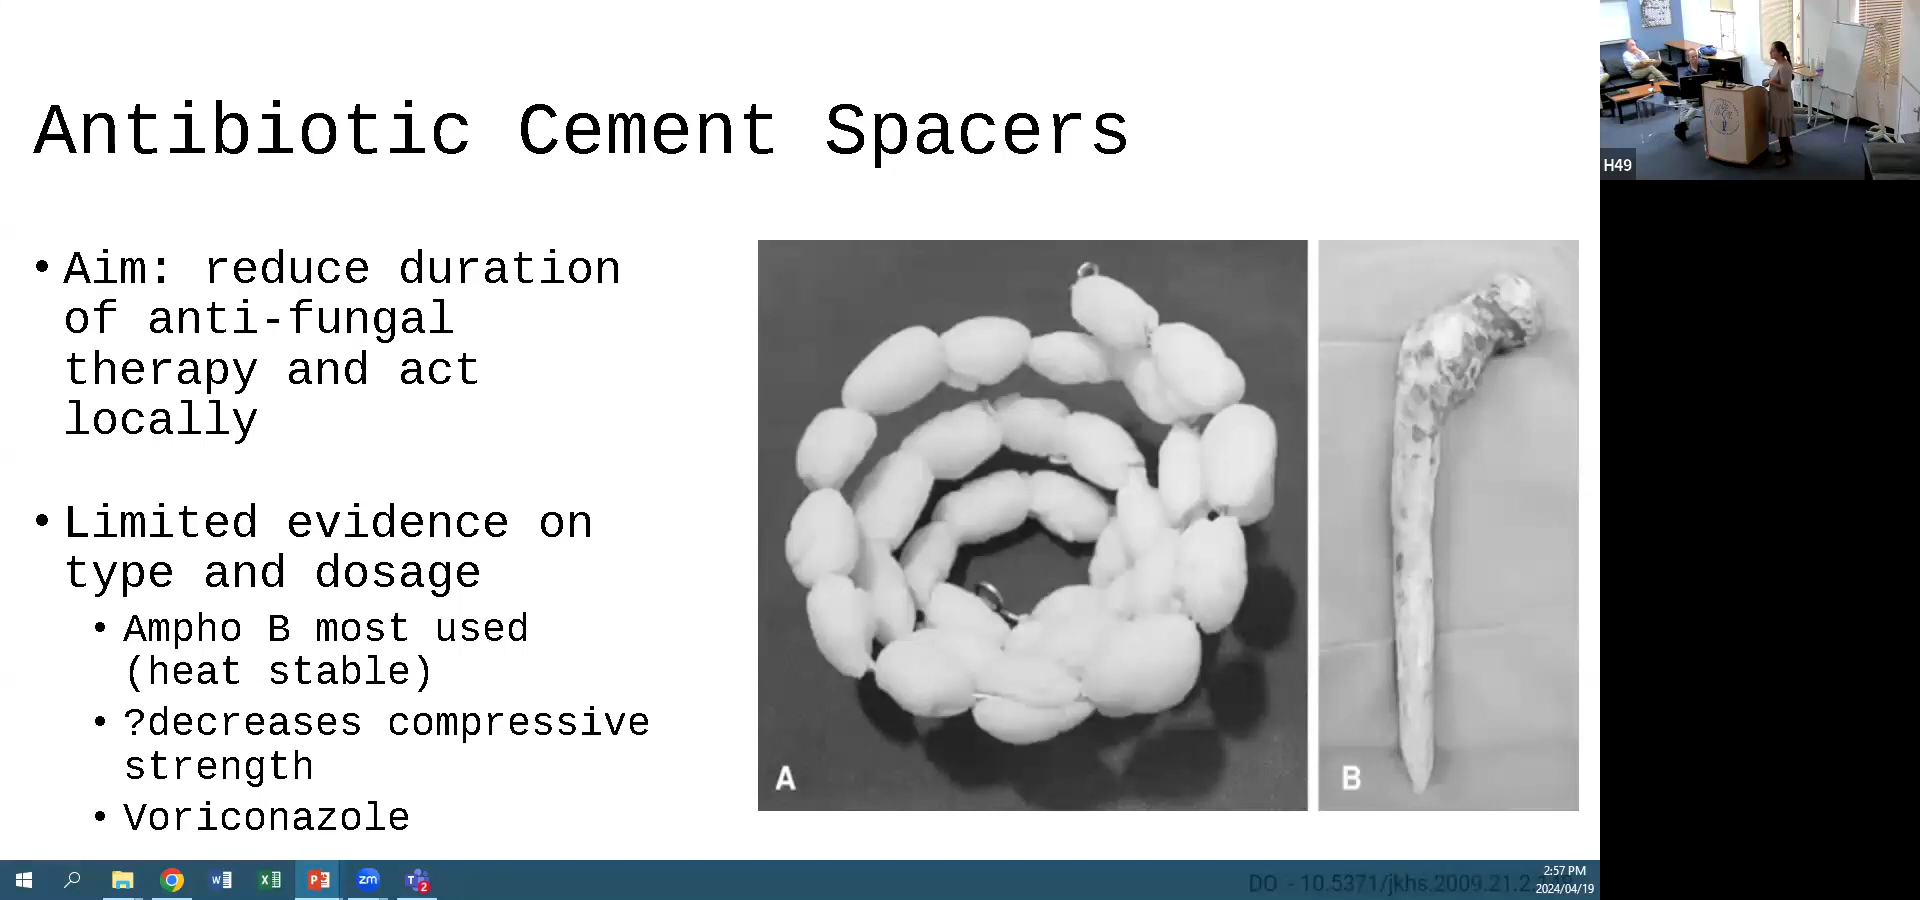 Antibiotic Cement Spacers
• Aim: reduce duration
of anti-fungal
therapy and act
locally
• Limited evidence on
type and dosage
• Ampho B most used
(heat stable)
• ?decreases compressive
strength
• Voriconazole
A
B
H49
DO - 10.5371/jkhs.2009.21.2.
2:57 PM
2024/04/19
zm
2